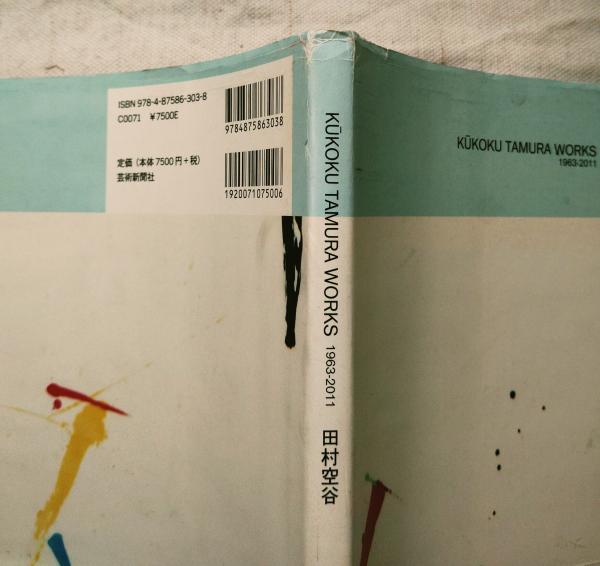 ISBN 978-4-87586-303-8
C0071 ¥7500E
9784875863038
定価(本体7500円+税)
芸術新聞社
1920071075006
KŪKOKU TAMURA WORKS 1963-2011 田村空谷
KŪKOKU TAMURA WORKS
1963-2011